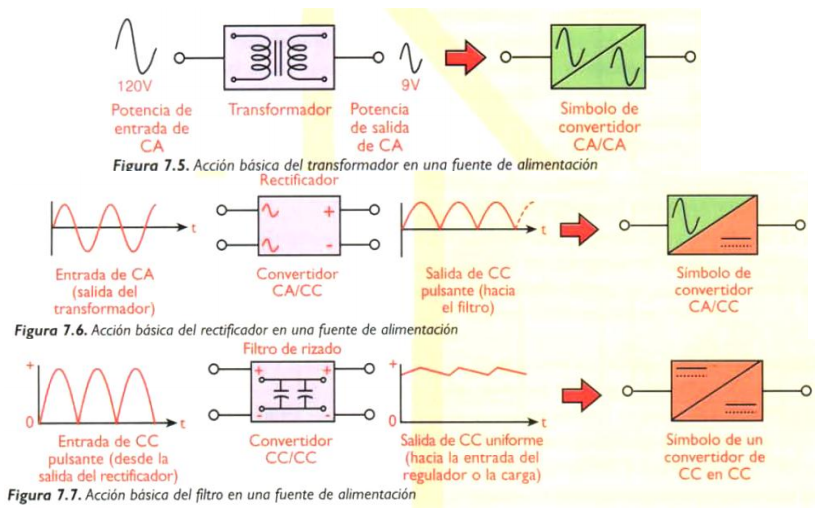 120V
9V
Potencia de
entrada de
CA
Transformador
Potencia
de salida
de CA
Símbolo de
convertidor
CA/CA
Figura 7.5. Acción básica del transformador en una fuente de alimentación
Rectificador
t
+
-
t
Entrada de CA
(salida del
transformador)
Convertidor
CA/CC
Salida de CC
pulsante (hacia
el filtro)
Símbolo de
convertidor
CA/CC
Figura 7.6. Acción básica del rectificador en una fuente de alimentación
Filtro de rizado
+
0
t
+
+
-
-
+
0
t
Entrada de CC
pulsante (desde la
salida del rectificador)
Convertidor
CC/CC
Salida de CC uniforme
(hacia la entrada del
regulador o la carga)
Símbolo de un
convertidor de
CC en CC
Figura 7.7. Acción básica del filtro en una fuente de alimentación